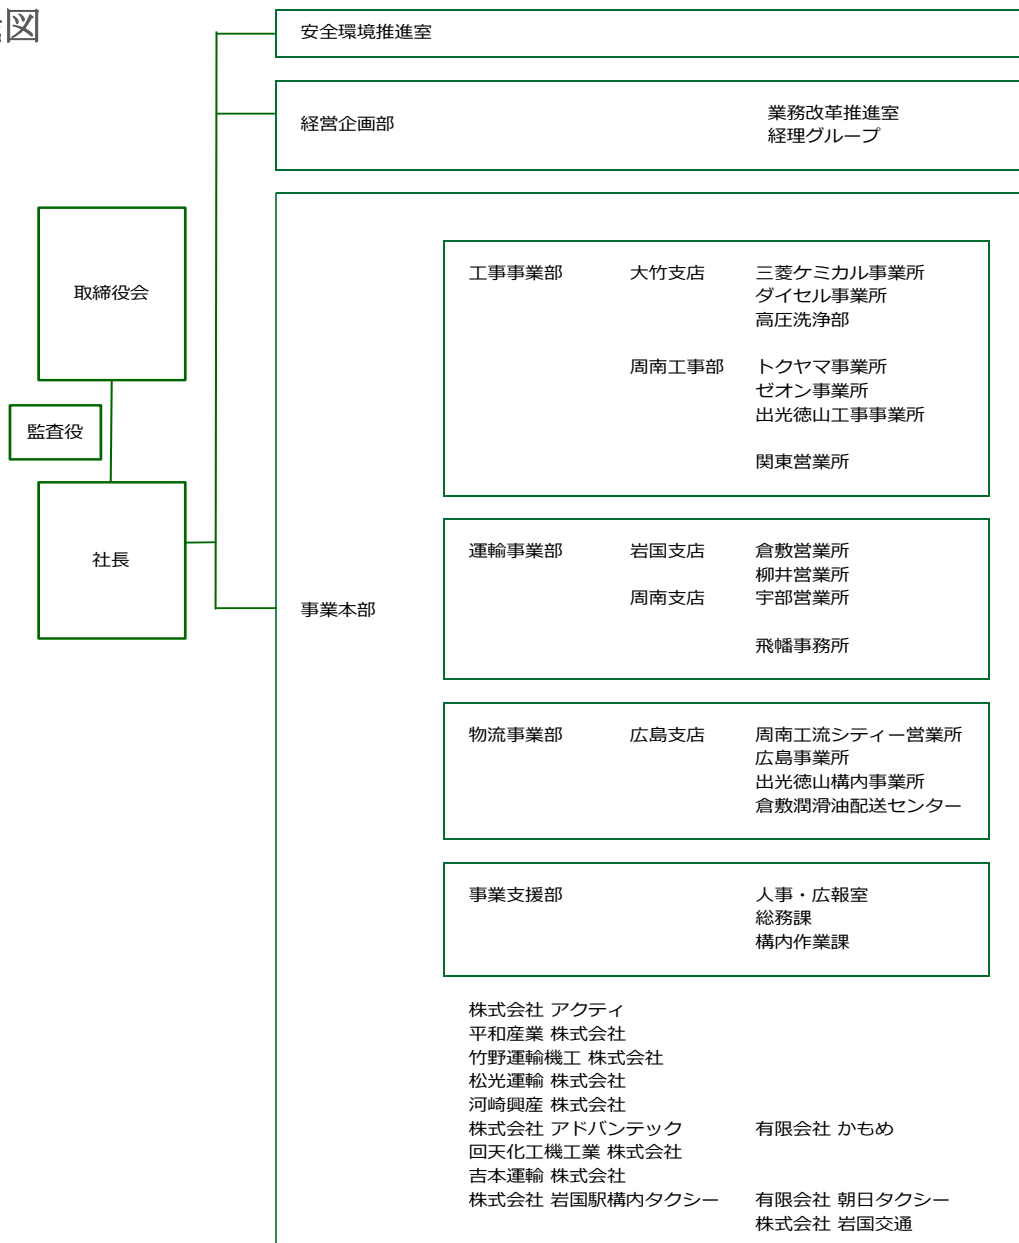 図
安全環境推進室
経営企画部
業務改革推進室
経理グループ
取締役会
監査役
社長
事業本部
工事事業部 大竹支店 三菱ケミカル事業所
ダイセル事業所
高圧洗浄部
周南工事部 トクヤマ事業所
ゼオン事業所
出光徳山工事事業所
関東営業所
運輸事業部 岩国支店 倉敷営業所
柳井営業所
周南支店 宇部営業所
飛幡事務所
物流事業部 広島支店 周南工流シティー営業所
広島事業所
出光徳山構内事業所
倉敷潤滑油配送センター
事業支援部 人事・広報室
総務課
構内作業課
株式会社 アクティ
平和産業 株式会社
竹野運輸機工 株式会社
松光運輸 株式会社
河崎興産 株式会社
株式会社 アドバンテック 有限会社 かもめ
回天化工機工業 株式会社
吉本運輸 株式会社
株式会社 岩国駅構内タクシー 有限会社 朝日タクシー
株式会社 岩国交通